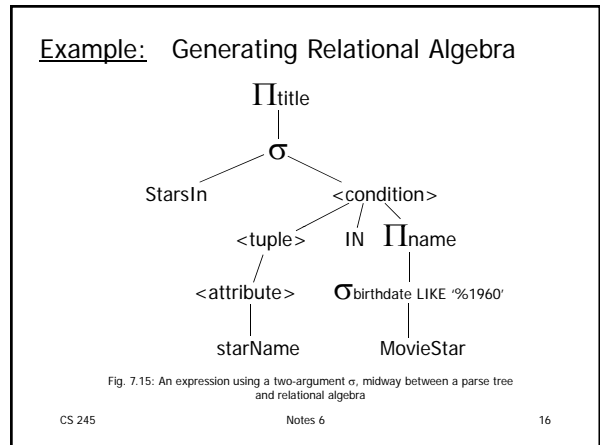 Example: Generating Relational Algebra
Πtitle
σ
StarsIn <condition>
<tuple> IN Πname
<attribute> σbirthdate LIKE '%1960'
starName MovieStar
Fig. 7.15: An expression using a two-argument σ, midway between a parse tree
and relational algebra
CS 245 Notes 6 16